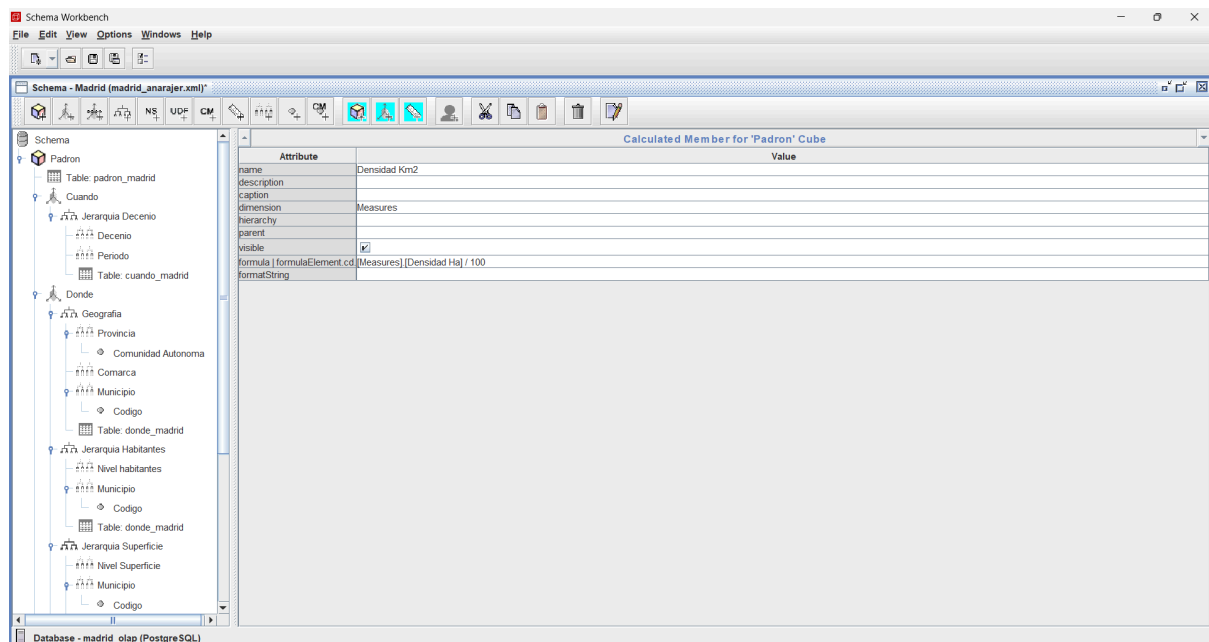 Schema Workbench
File Edit View Options Windows Help
Schema - Madrid (madrid_anarajer.xml)*
NS UDF CM CM
Schema
Padron
Table: padron_madrid
Cuando
Jerarquia Decenio
Decenio
Periodo
Table: cuando_madrid
Donde
Geografia
Provincia
Comunidad Autonoma
Comarca
Municipio
Codigo
Table: donde_madrid
Jerarquia Habitantes
Nivel habitantes
Municipio
Codigo
Table: donde_madrid
Jerarquia Superficie
Nivel Superficie
Municipio
Codigo
Calculated Member for 'Padron' Cube
Attribute Value
name Densidad Km2
description
caption
dimension Measures
hierarchy
parent
visible
formula | formulaElement.cd. [Measures].[Densidad Ha] / 100
formatString
Database - madrid_olap (PostgreSQL)